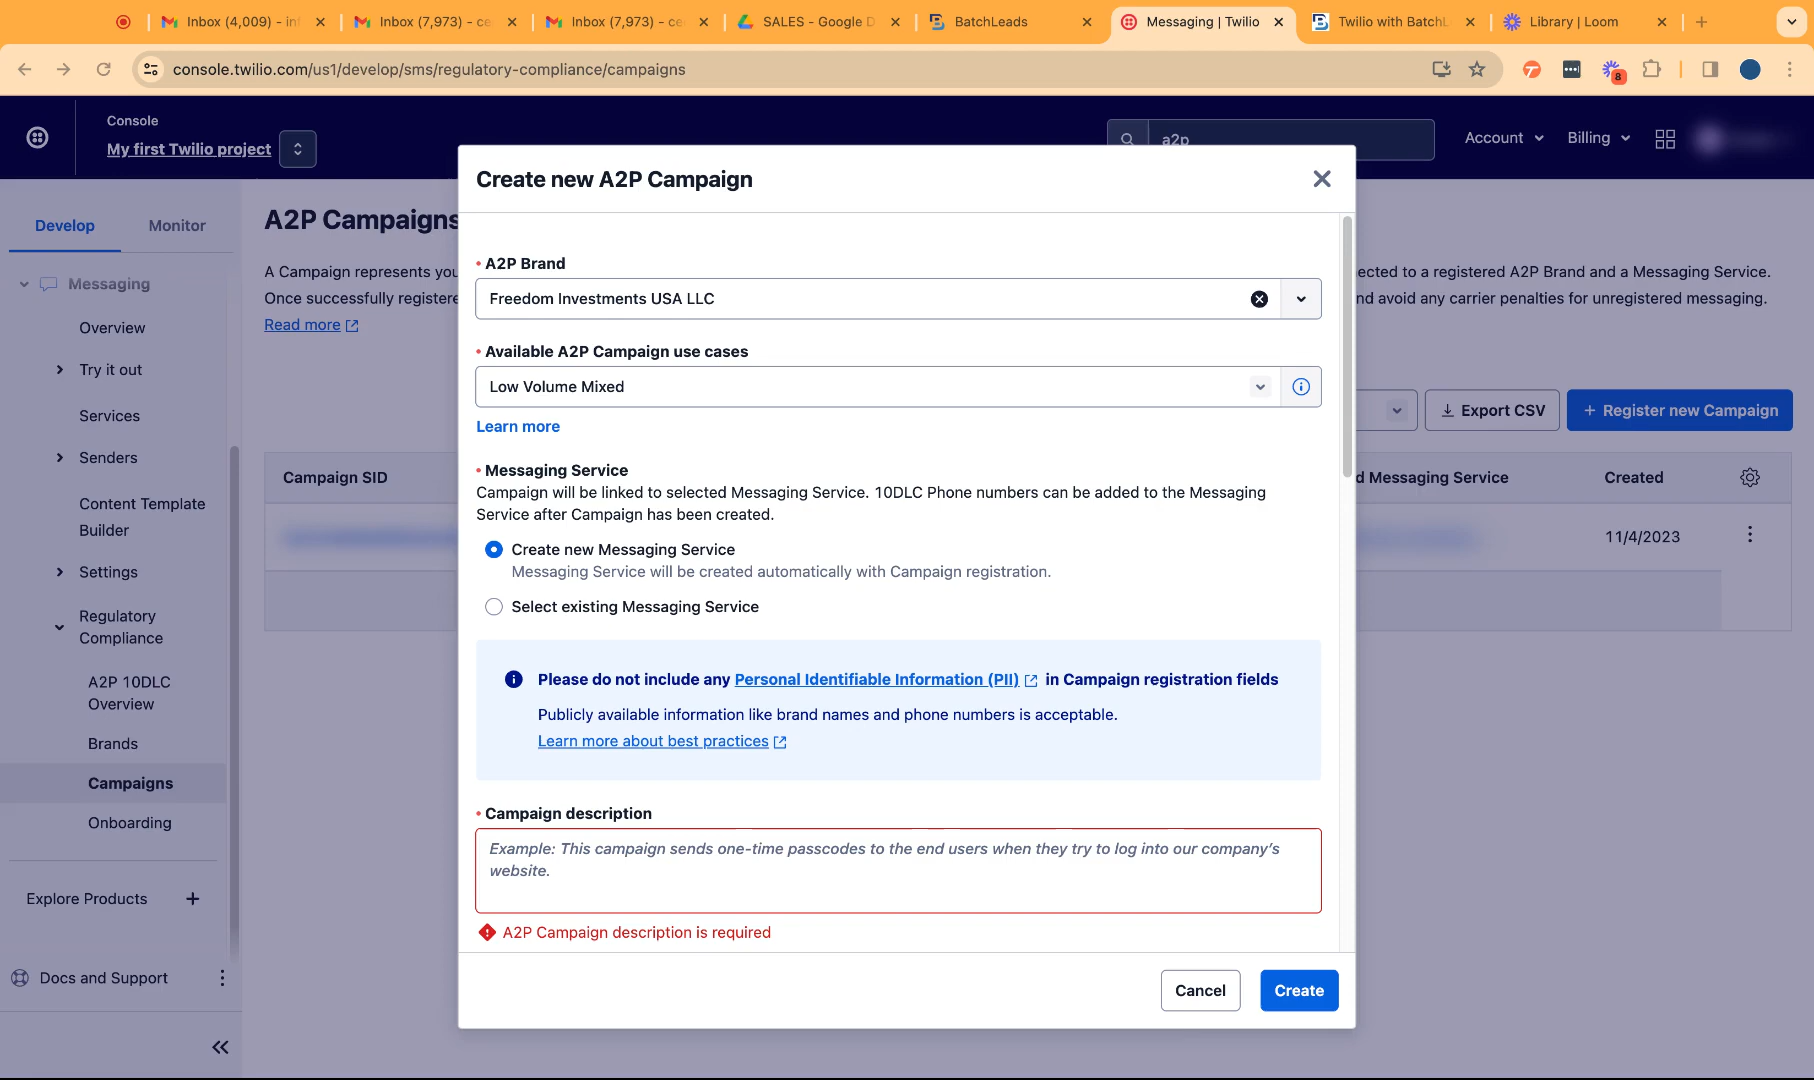 Inbox (4,009) - inf
Inbox (7,973) - ce
Inbox (7,973) - ce
SALES - Google D
BatchLeads
Messaging | Twilio
Twilio with BatchL
Library | Loom
console.twilio.com/us1/develop/sms/regulatory-compliance/campaigns
8
Console
My first Twilio project
a2p
Account
Billing
Develop
Monitor
Messaging
Overview
Try it out
Services
Senders
Content Template
Builder
Settings
Regulatory
Compliance
A2P 10DLC
Overview
Brands
Campaigns
Onboarding
Explore Products
Docs and Support
A2P Campaigns
A Campaign represents you
ected to a registered A2P Brand and a Messaging Service.
Once successfully registere
nd avoid any carrier penalties for unregistered messaging.
Read more
Export CSV
+ Register new Campaign
Campaign SID
d Messaging Service
Created
11/4/2023
Create new A2P Campaign
• A2P Brand
Freedom Investments USA LLC
• Available A2P Campaign use cases
Low Volume Mixed
Learn more
• Messaging Service
Campaign will be linked to selected Messaging Service. 10DLC Phone numbers can be added to the Messaging
Service after Campaign has been created.
Create new Messaging Service
Messaging Service will be created automatically with Campaign registration.
Select existing Messaging Service
Please do not include any Personal Identifiable Information (PII) in Campaign registration fields
Publicly available information like brand names and phone numbers is acceptable.
Learn more about best practices
• Campaign description
Example: This campaign sends one-time passcodes to the end users when they try to log into our company's
website.
A2P Campaign description is required
Cancel
Create